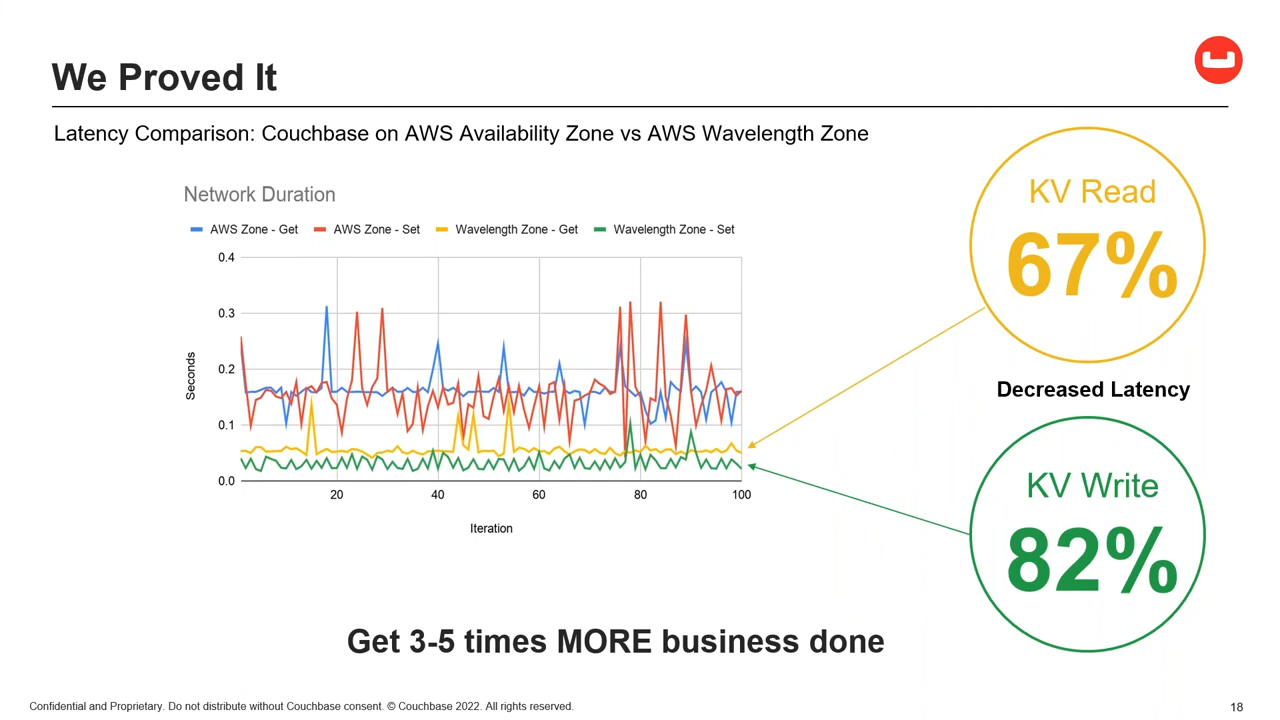 We Proved It
Latency Comparison: Couchbase on AWS Availability Zone vs AWS Wavelength Zone
Network Duration
AWS Zone - Get AWS Zone - Set Wavelength Zone - Get Wavelength Zone - Set
0.4
0.3
0.2
0.1
0.0
Seconds
20 40 60 80 100
Iteration
KV Read
67%
Decreased Latency
KV Write
82%
Get 3-5 times MORE business done
Confidential and Proprietary. Do not distribute without Couchbase consent. © Couchbase 2022. All rights reserved.
18